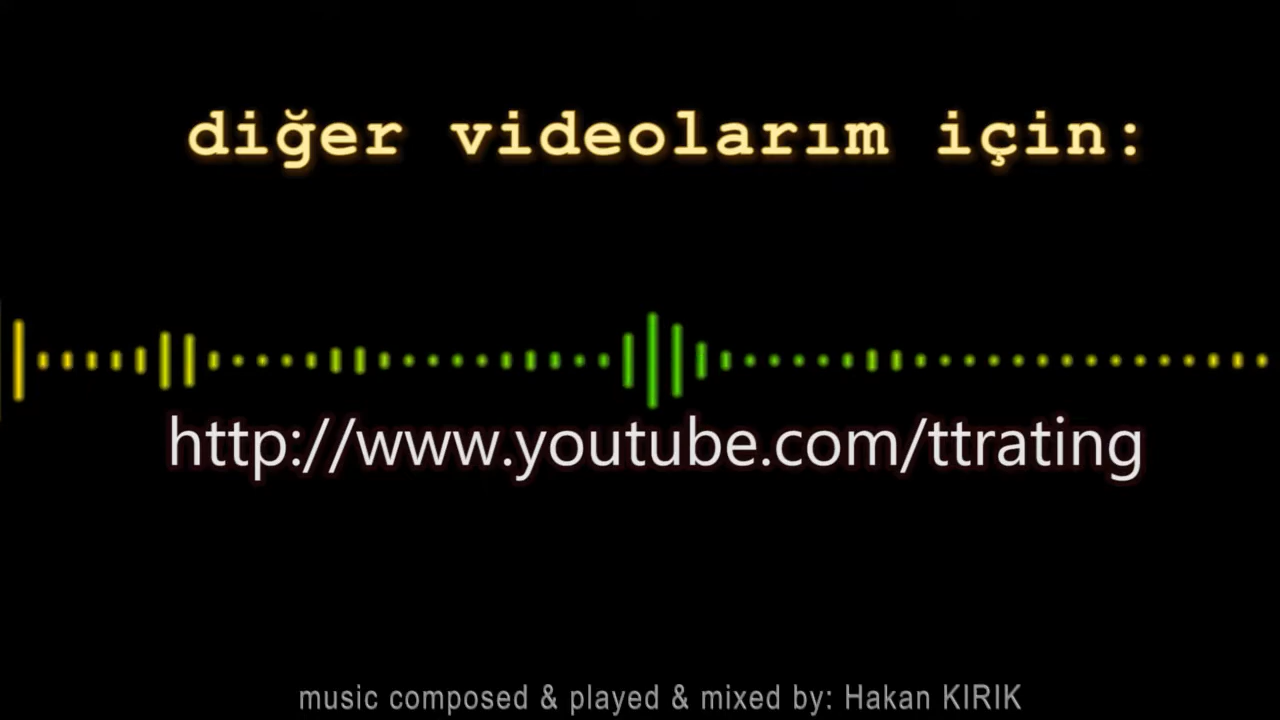 diğer videolarım için:
http://www.youtube.com/ttrating
music composed & played & mixed by: Hakan KIRIK